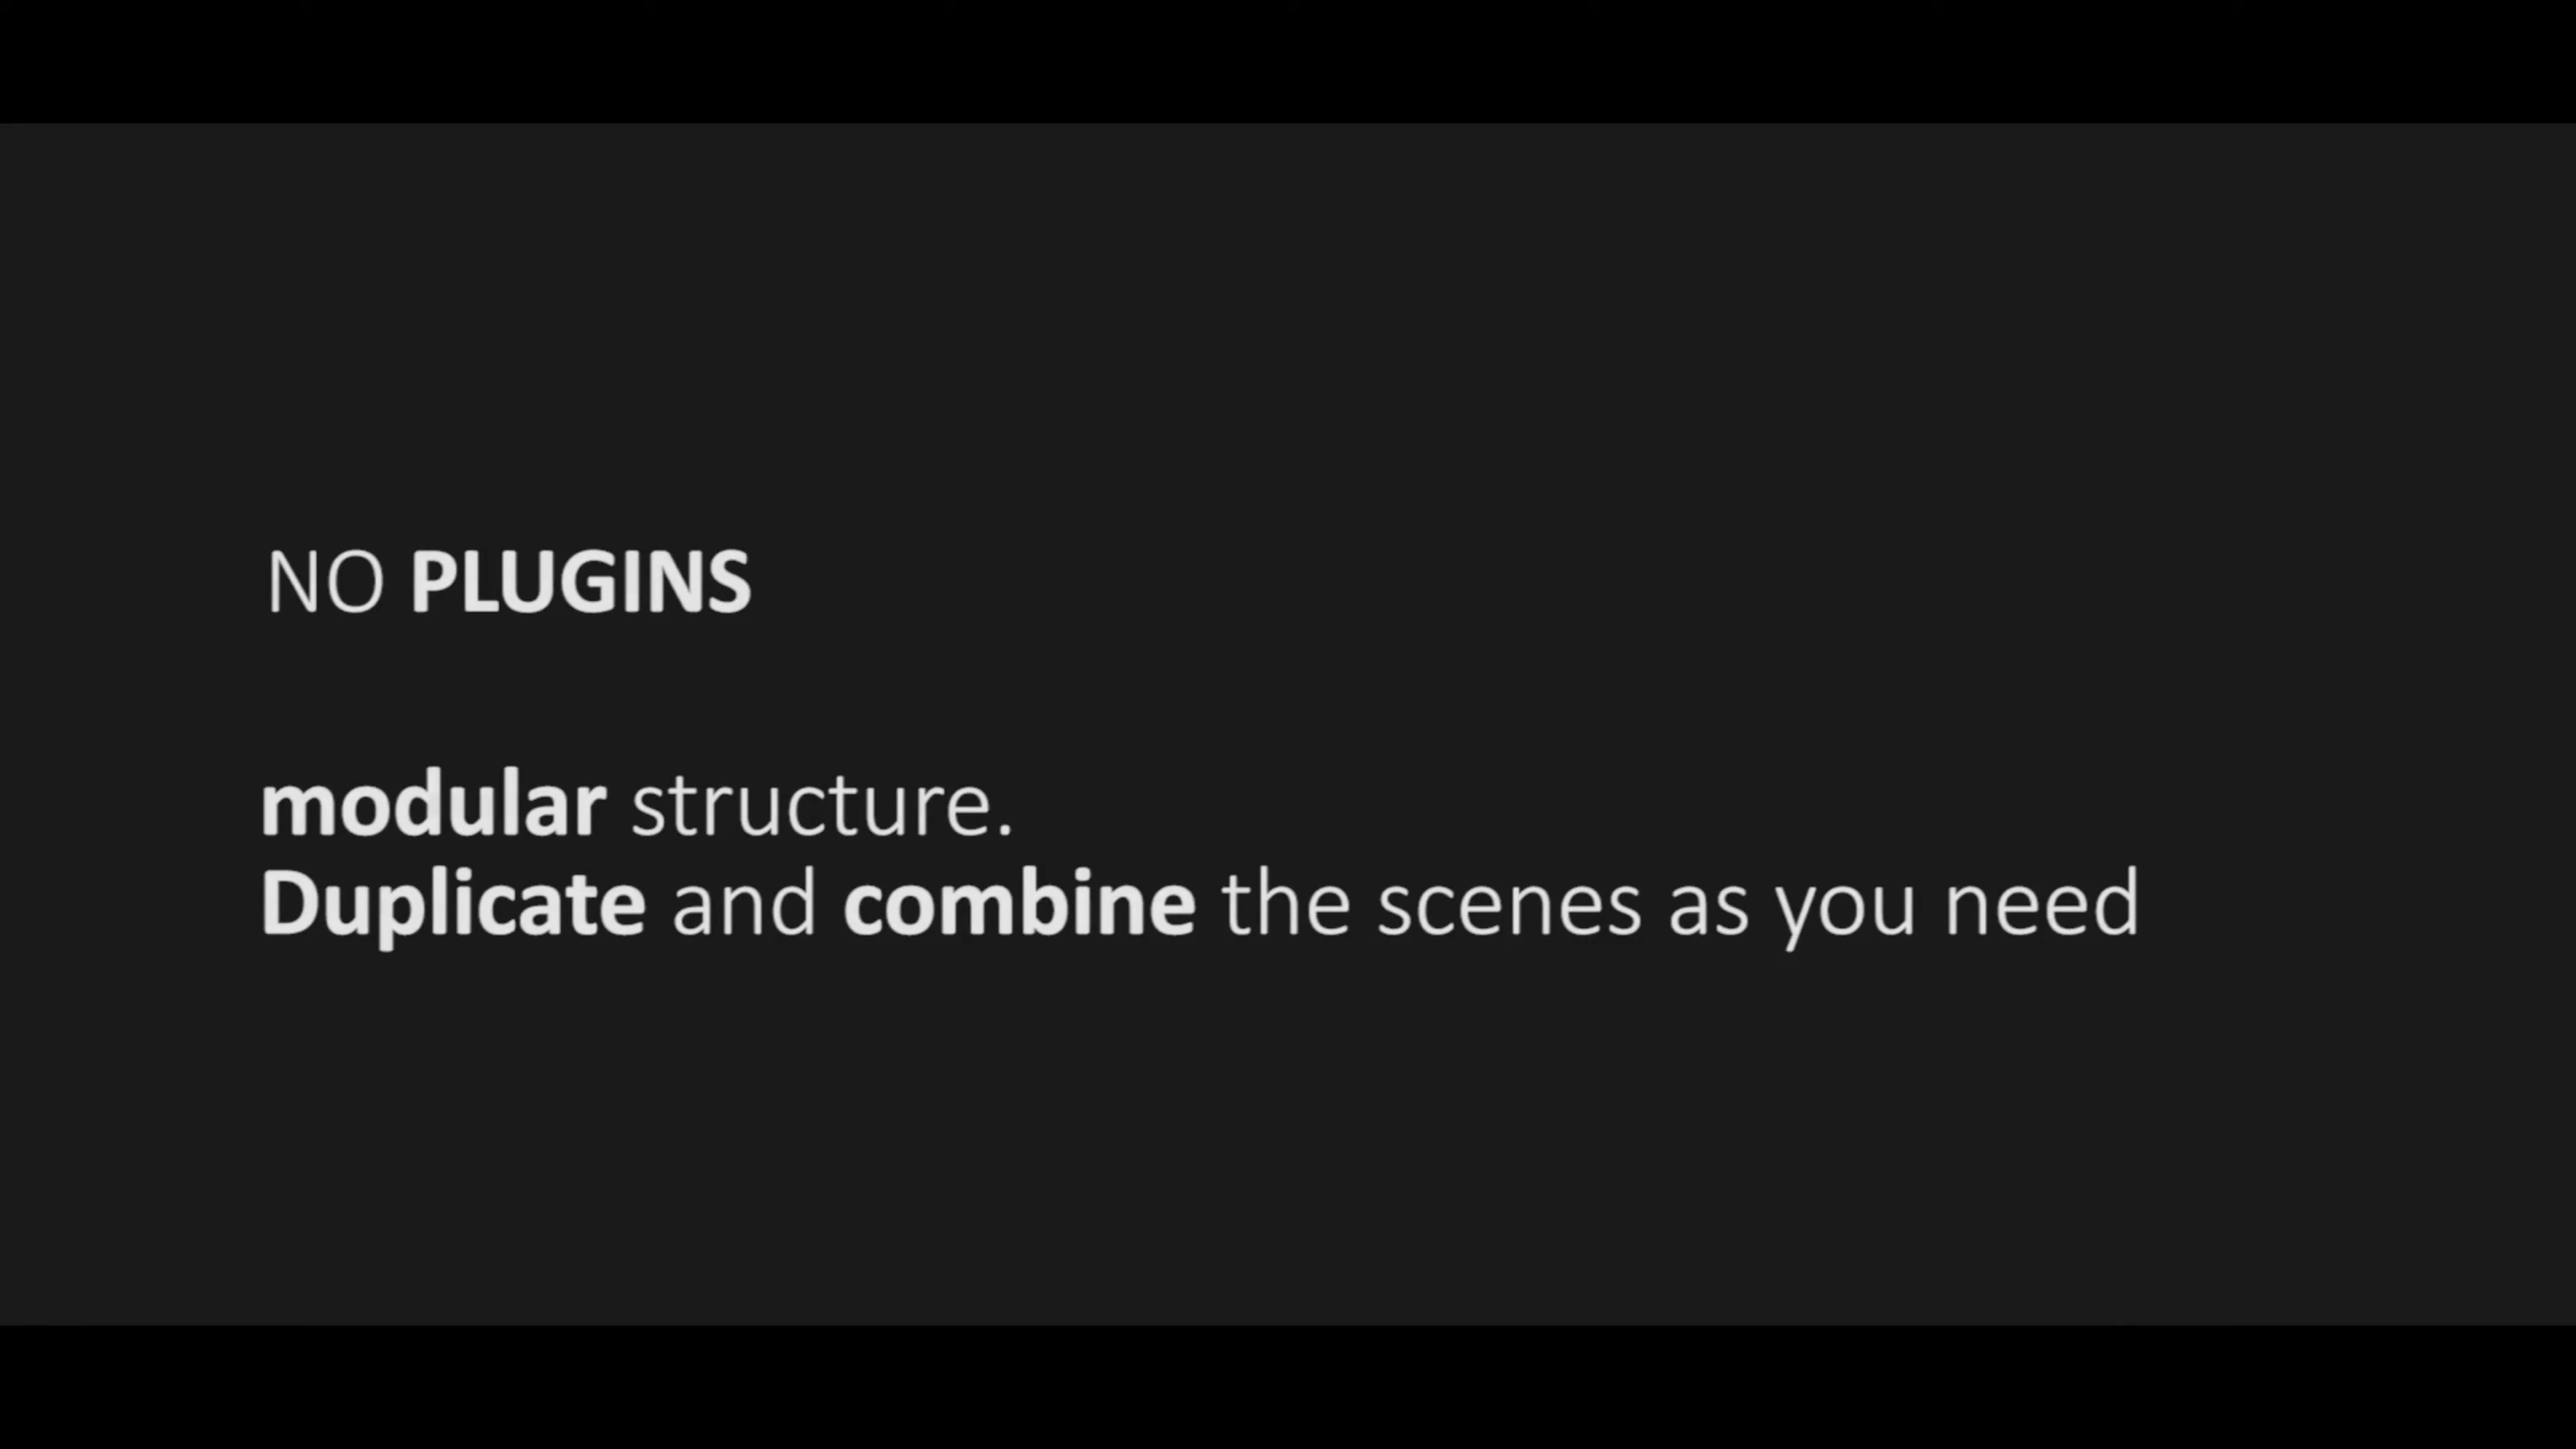 NO PLUGINS
modular structure.
Duplicate and combine the scenes as you need